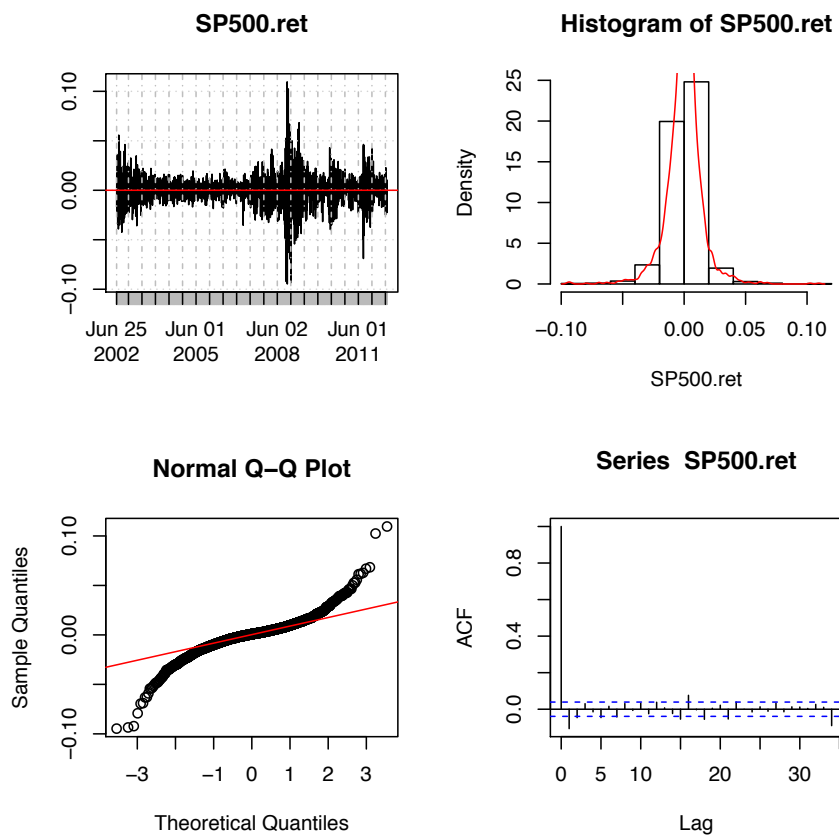 SP500.ret
0.10
0.00
−0.10
Jun 25 2002
Jun 01 2005
Jun 02 2008
Jun 01 2011
Histogram of SP500.ret
Density
25
20
15
10
5
0
−0.10
0.00
0.05
0.10
SP500.ret
Normal Q−Q Plot
Sample Quantiles
0.10
0.00
−0.10
−3
−1
0
1
2
3
Theoretical Quantiles
Series SP500.ret
ACF
0.8
0.4
0.0
0
5
10
20
30
Lag